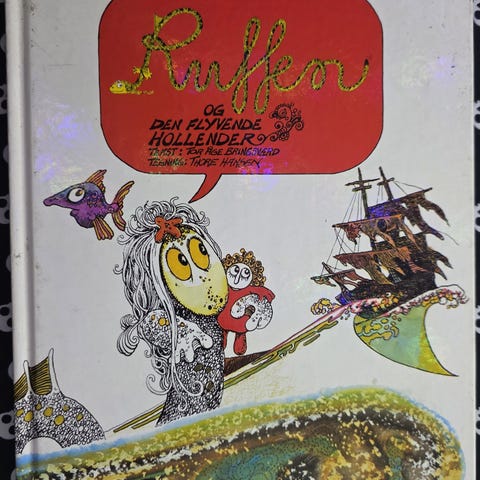 Ruffen
OG
DEN FLYVENDE
HOLLENDER
TEKST: TOR ÅGE BRINGSVÆRD
TEGNING: THORE HANSEN